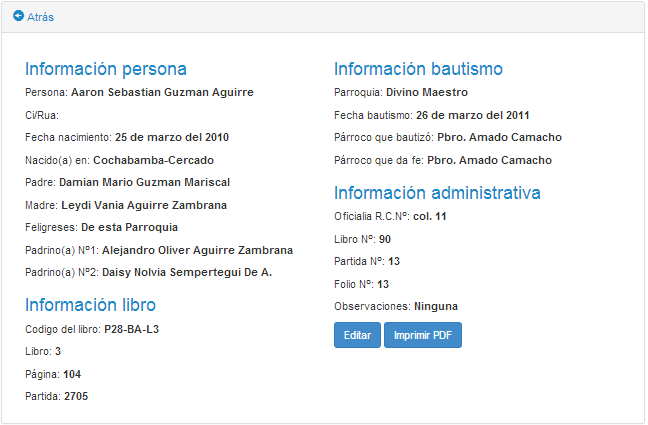 Atrás
Información persona
Persona: Aaron Sebastian Guzman Aguirre
Ci/Rua:
Fecha nacimiento: 25 de marzo del 2010
Nacido(a) en: Cochabamba-Cercado
Padre: Damian Mario Guzman Mariscal
Madre: Leydi Vania Aguirre Zambrana
Feligreses: De esta Parroquia
Padrino(a) Nº1: Alejandro Oliver Aguirre Zambrana
Padrino(a) Nº2: Daisy Nolvia Sempertegui De A.
Información libro
Codigo del libro: P28-BA-L3
Libro: 3
Página: 104
Partida: 2705
Información bautismo
Parroquia: Divino Maestro
Fecha bautismo: 26 de marzo del 2011
Párroco que bautizó: Pbro. Amado Camacho
Párroco que da fe: Pbro. Amado Camacho
Información administrativa
Oficialia R.C.Nº: col. 11
Libro Nº: 90
Partida Nº: 13
Folio Nº: 13
Observaciones: Ninguna
Editar Imprimir PDF